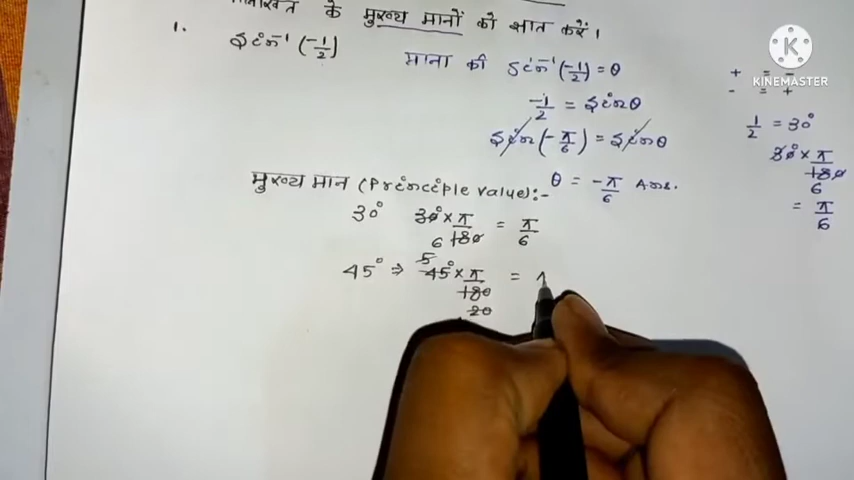 के मुख्य मानों को ज्ञात करें।
1. sin⁻¹ (-1/2)
माना की sin⁻¹(-1/2) = θ
-1/2 = sinθ
sin(-π/6) = sinθ
θ = -π/6 Ans.
+ = -
- = +
1/2 = 30°
30° × π/180
6
= π/6
मुख्य मान (Principle value):-
30° 30° × π/180 = π/6
6
45° ⇒ 45° × π/180 =
5
20
KINEMASTER